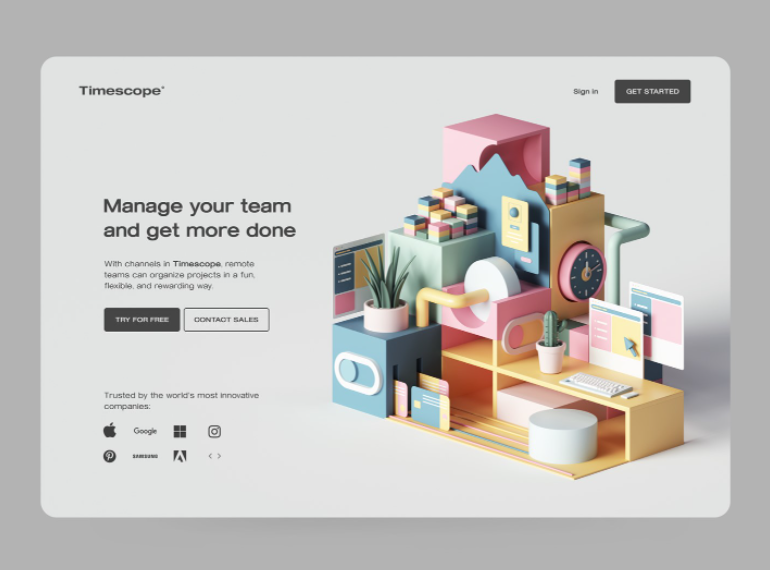 Timescope®
Sign in
GET STARTED
Manage your team
and get more done
With channels in Timescope, remote
teams can organize projects in a fun,
flexible, and rewarding way.
TRY FOR FREE
CONTACT SALES
Trusted by the world's most innovative
companies:
Google
SAMSUNG